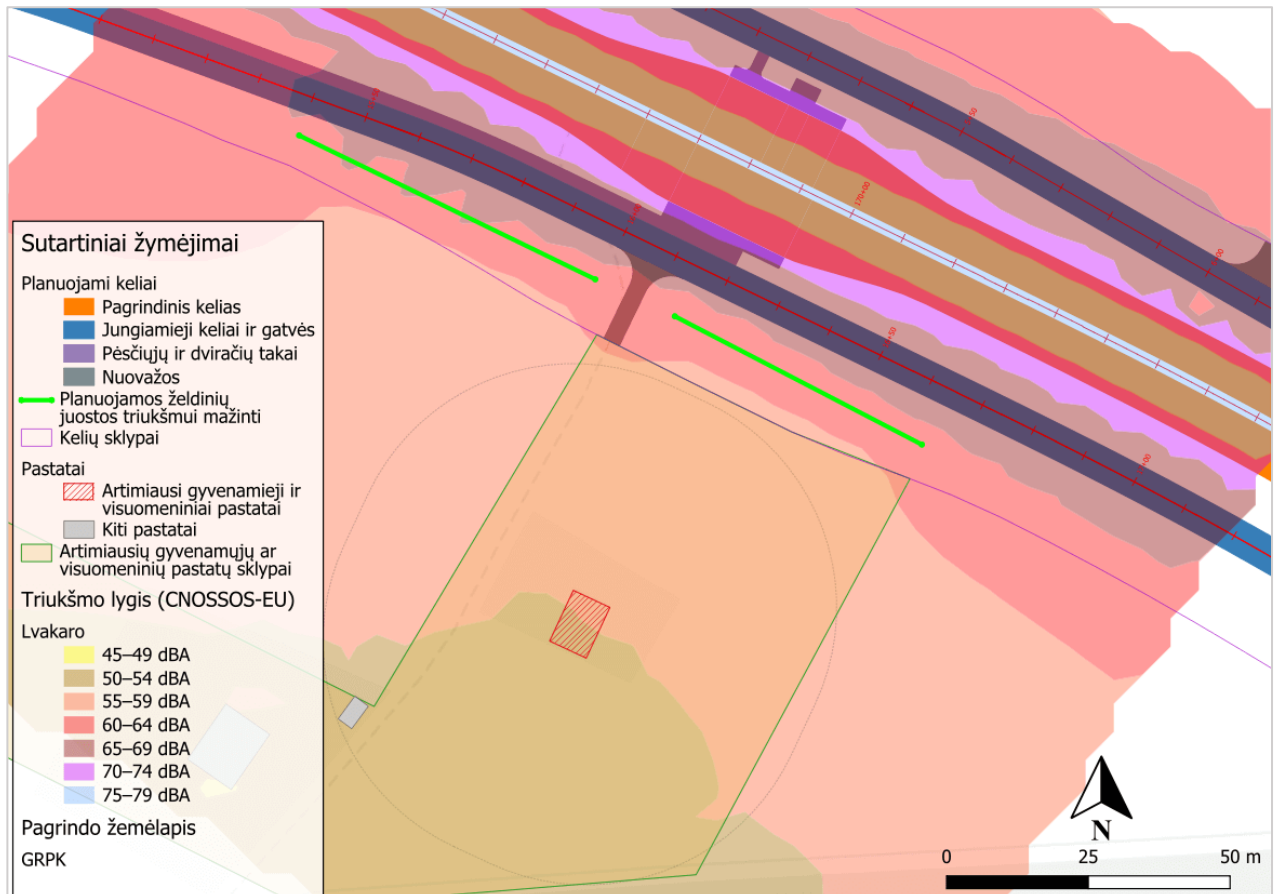 Sutartiniai žymėjimai
Planuojami keliai
Pagrindinis kelias
Jungiamieji keliai ir gatvės
Pėsčiųjų ir dviračių takai
Nuovažos
Planuojamos želdinių
juostos triukšmui mažinti
Kelių sklypai
Pastatai
Artimiausi gyvenamieji ir
visuomeniniai pastatai
Kiti pastatai
Artimiausių gyvenamųjų ar
visuomeninių pastatų sklypai
Triukšmo lygis (CNOSSOS-EU)
Lvakaro
45–49 dBA
50–54 dBA
55–59 dBA
60–64 dBA
65–69 dBA
70–74 dBA
75–79 dBA
Pagrindo žemėlapis
GRPK
170+00
N
0 25 50 m